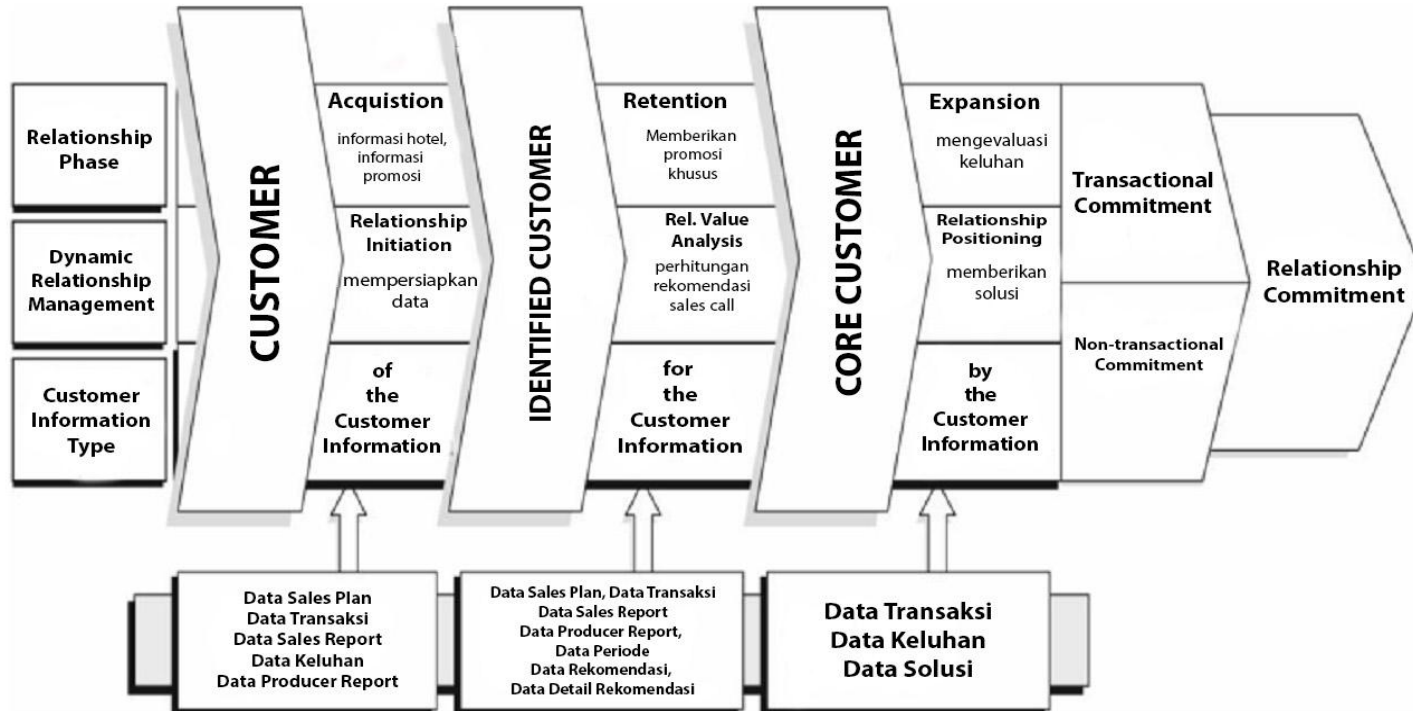 Relationship
Phase
Dynamic
Relationship
Management
Customer
Information
Type
CUSTOMER
Acquistion
informasi hotel,
informasi
promosi
Relationship
Initiation
mempersiapkan
data
of
the
Customer
Information
IDENTIFIED CUSTOMER
Retention
Memberikan
promosi
khusus
Rel. Value
Analysis
perhitungan
rekomendasi
sales call
for
the
Customer
Information
CORE CUSTOMER
Expansion
mengevaluasi
keluhan
Relationship
Positioning
memberikan
solusi
by
the
Customer
Information
Transactional
Commitment
Non-transactional
Commitment
Relationship
Commitment
Data Sales Plan
Data Transaksi
Data Sales Report
Data Keluhan
Data Producer Report
Data Sales Plan, Data Transaksi
Data Sales Report
Data Producer Report,
Data Periode
Data Rekomendasi,
Data Detail Rekomendasi
Data Transaksi
Data Keluhan
Data Solusi